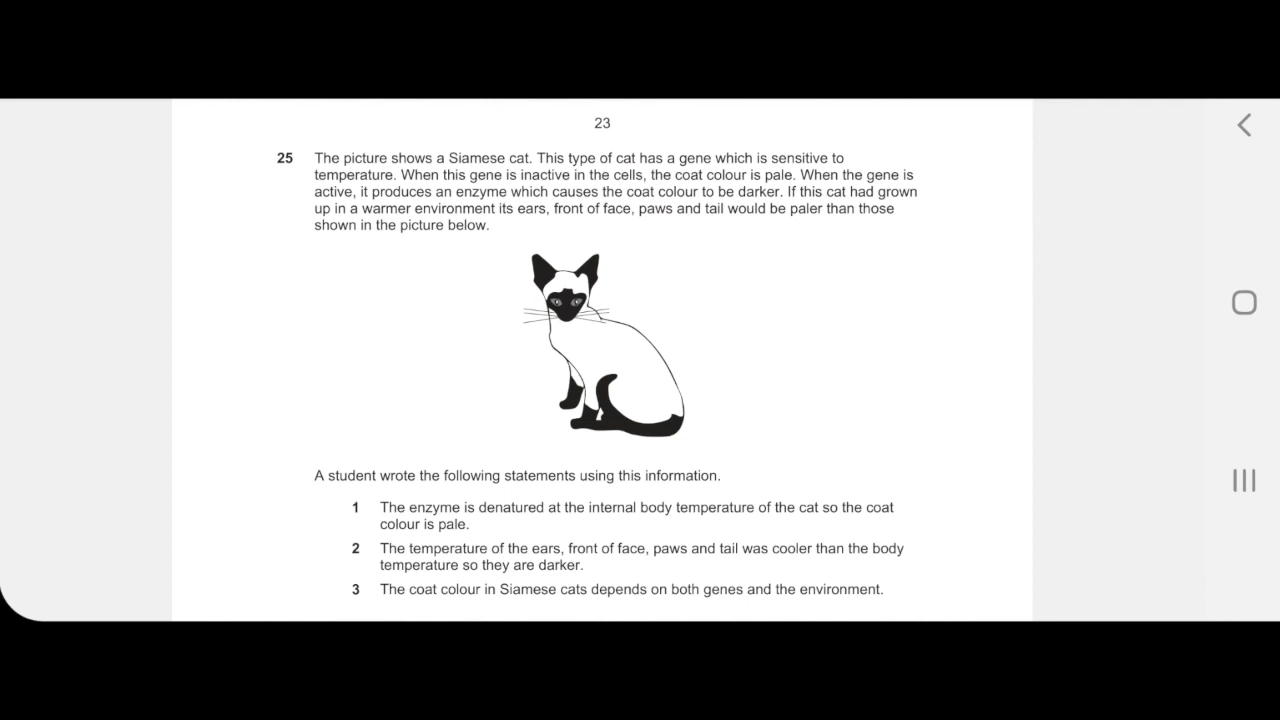 23
25 The picture shows a Siamese cat. This type of cat has a gene which is sensitive to
temperature. When this gene is inactive in the cells, the coat colour is pale. When the gene is
active, it produces an enzyme which causes the coat colour to be darker. If this cat had grown
up in a warmer environment its ears, front of face, paws and tail would be paler than those
shown in the picture below.
A student wrote the following statements using this information.
1 The enzyme is denatured at the internal body temperature of the cat so the coat
colour is pale.
2 The temperature of the ears, front of face, paws and tail was cooler than the body
temperature so they are darker.
3 The coat colour in Siamese cats depends on both genes and the environment.